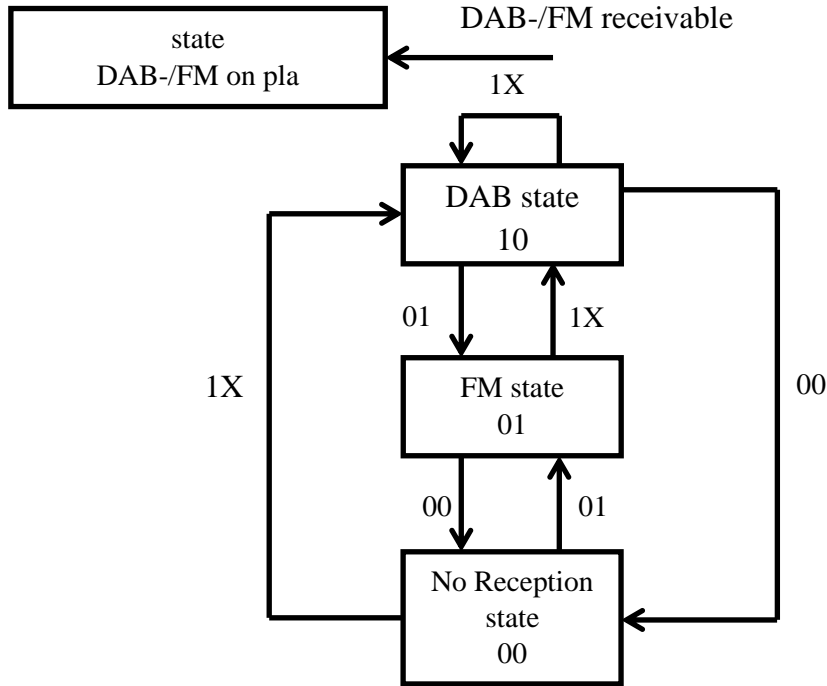 DAB-/FM receivable
state
DAB-/FM on pla
1X
DAB state
10
01
1X
1X
FM state
01
00
00
01
No Reception
state
00